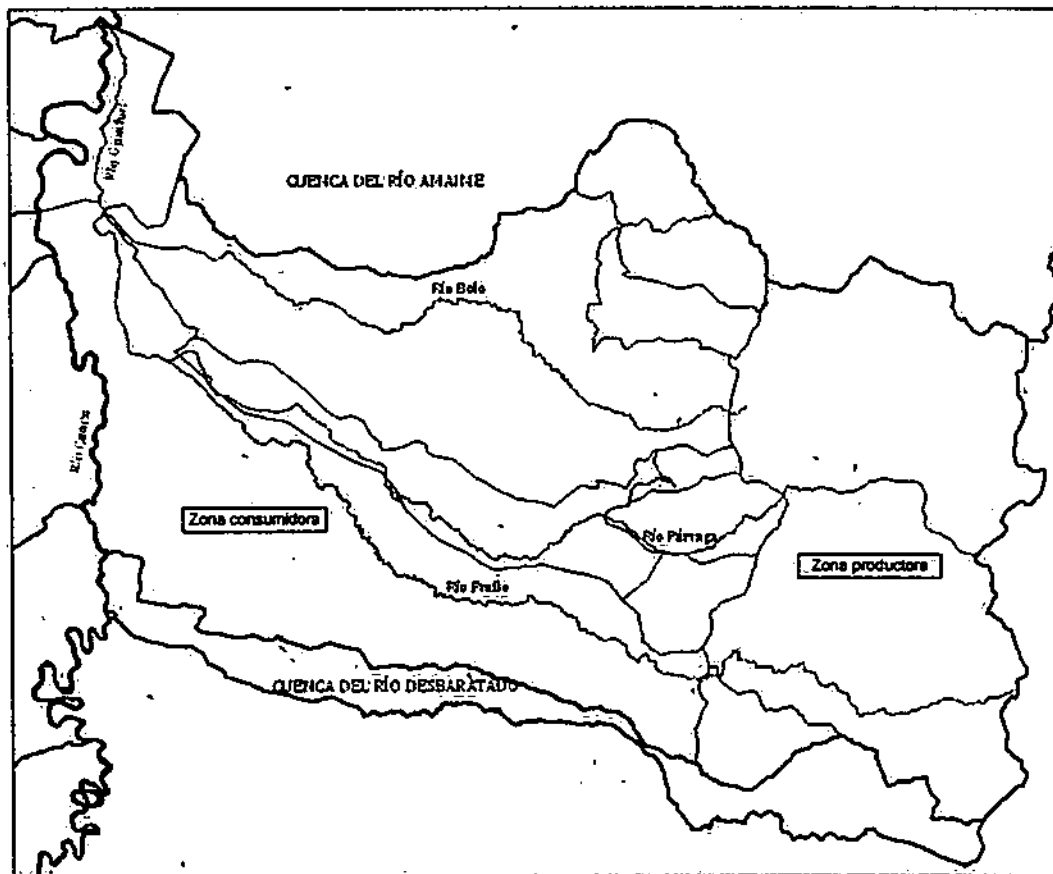 Río Guachal
CUENCA DEL RÍO AMAIME
Río Bolo
Río Cauca
Zona consumidora
Río Párraga
Zona productora
Río Fraile
CUENCA DEL RÍO DESBARATADO